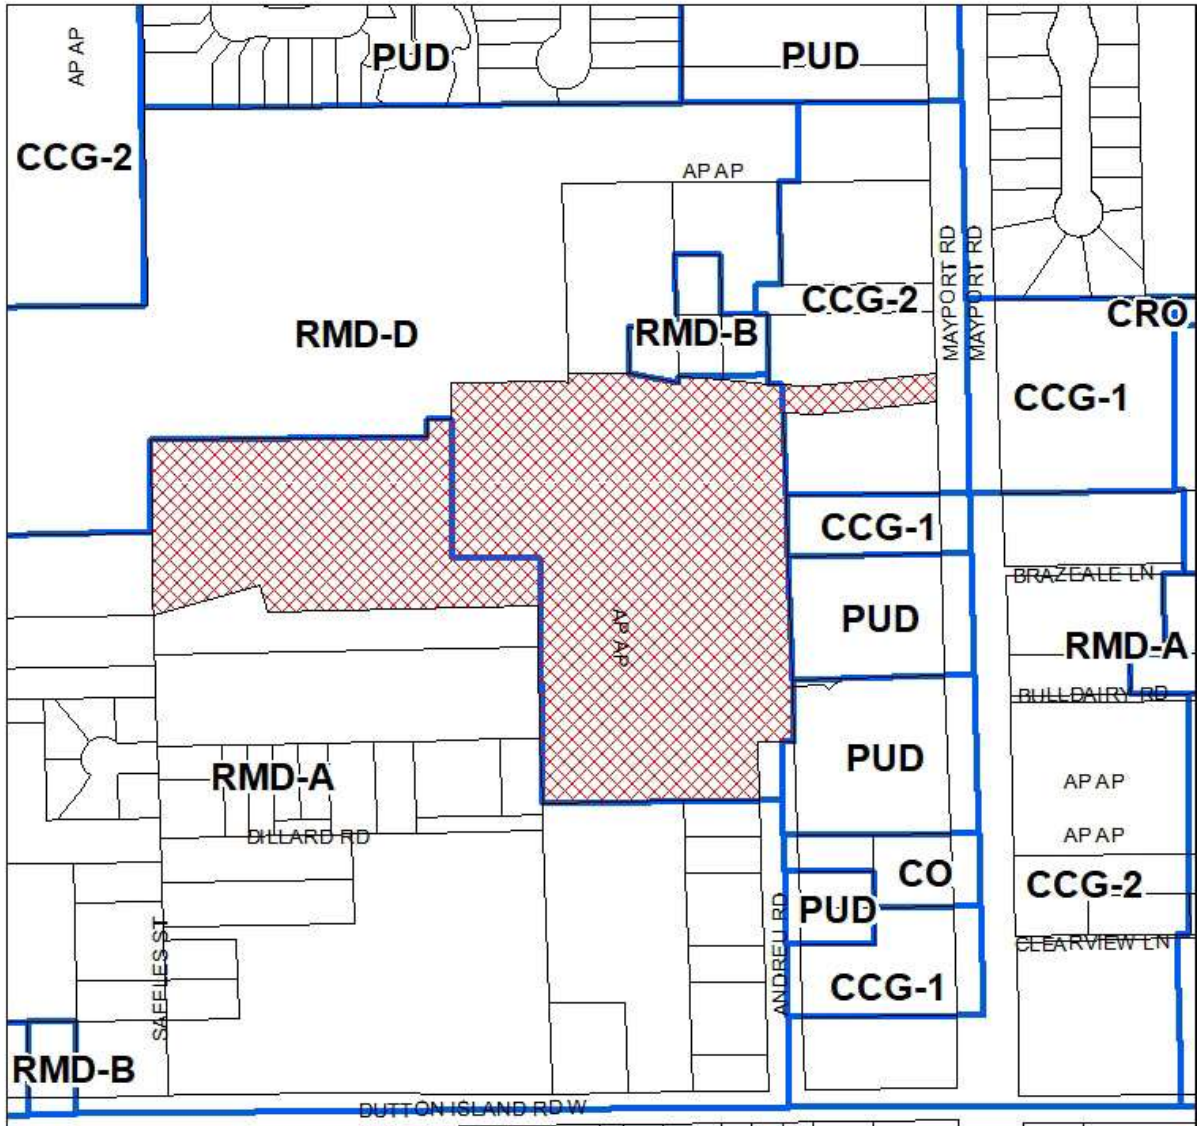 AP AP
PUD
PUD
CCG-2
AP AP
MAYPORT RD
MAYPORT RD
CCG-2
CRO
RMD-D
RMD-B
CCG-1
CCG-1
BRAZEALE LN
PUD
AP AP
RMD-A
BULLDAIRY RD
PUD
RMD-A
AP AP
DILLARD RD
AP AP
CO
CCG-2
PUD
ANDREU RD
SAFFLES ST
CLEARVIEW LN
CCG-1
RMD-B
DUTTON ISLAND RD W